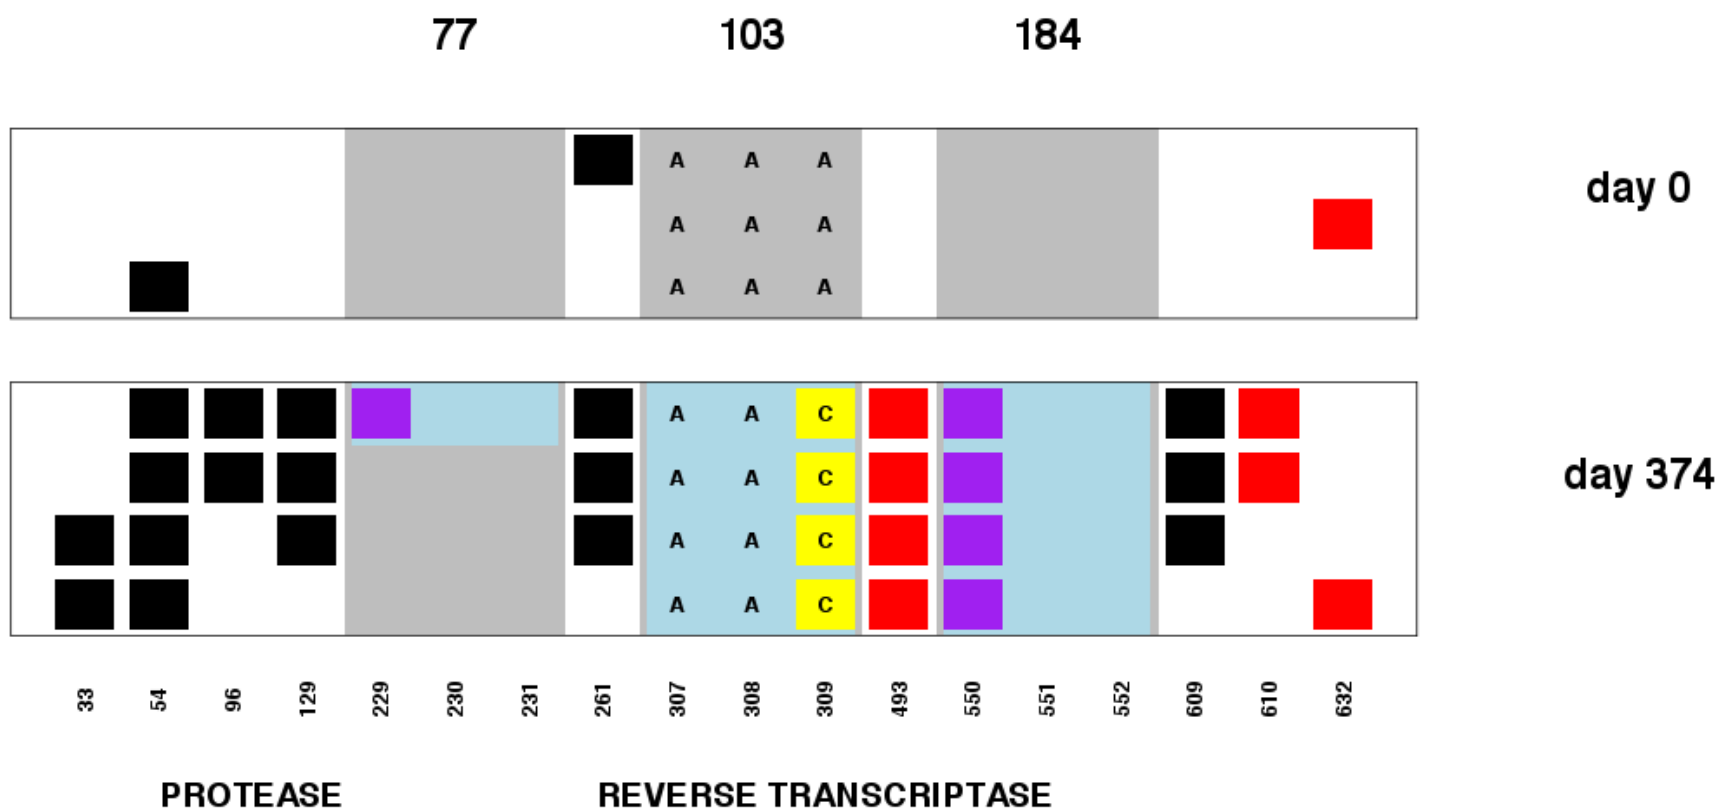 77 103 184
A A A
day 0
A A A
A A A
A A C
A A C
day 374
A A C
A A C
33 54 96 129 229 230 231 261 307 308 309 493 550 551 552 609 610 632
PROTEASE REVERSE TRANSCRIPTASE